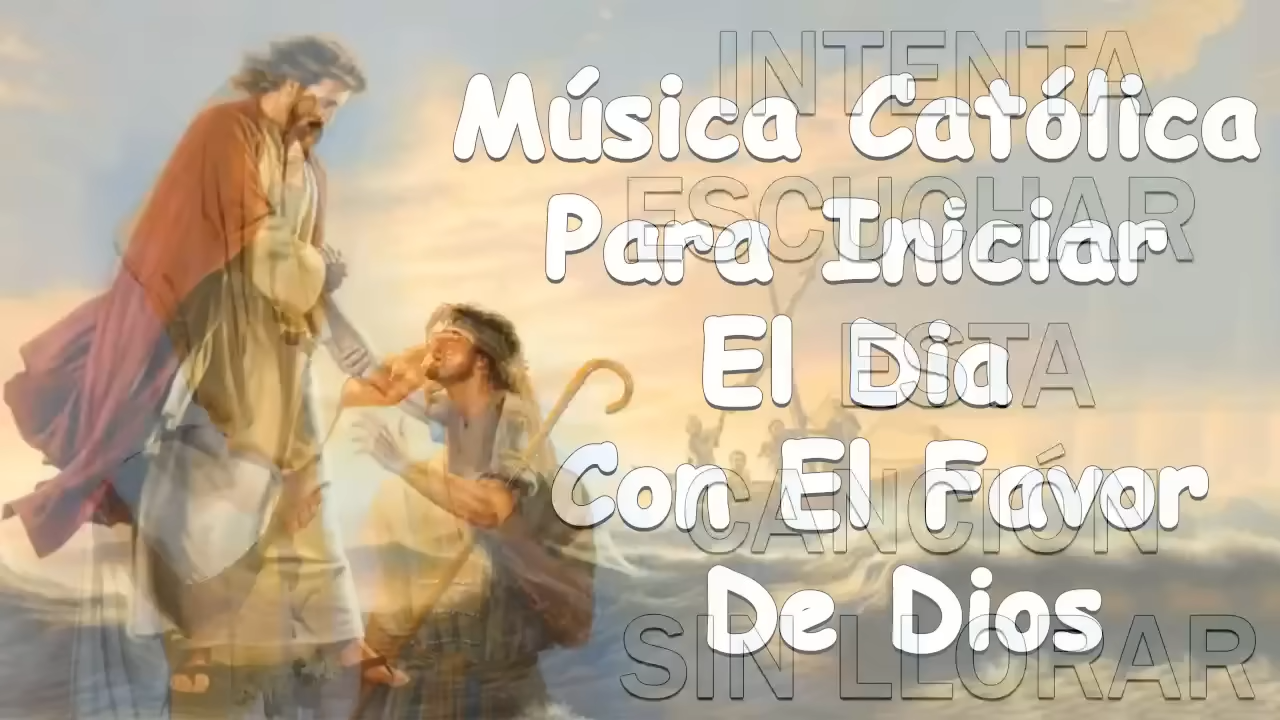 INTENTA
Música Católica
ESCUCHAR
Para Iniciar
ESTA
El Dia
CANCIÓN
Con El Favor
SIN LLORAR
De Dios